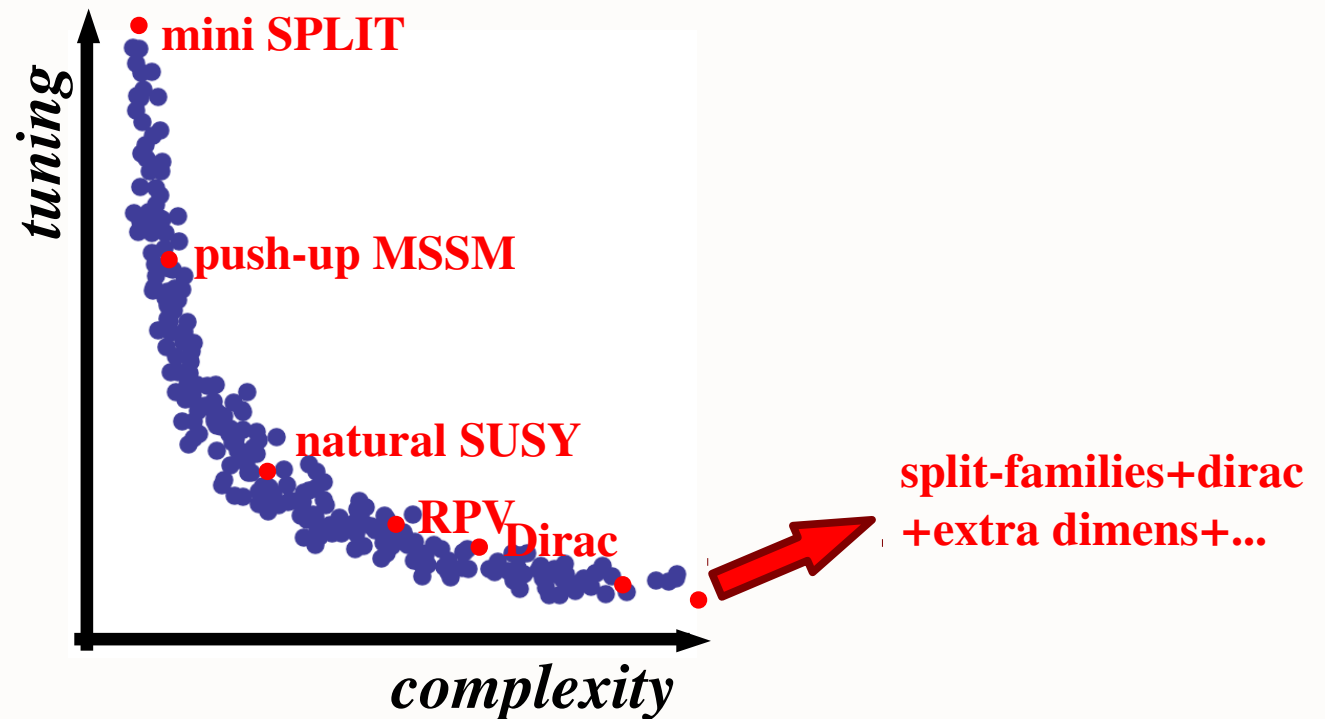 mini SPLIT
tuning
push-up MSSM
natural SUSY
split-families+dirac
RPV
+extra dimens+...
Dirac
complexity